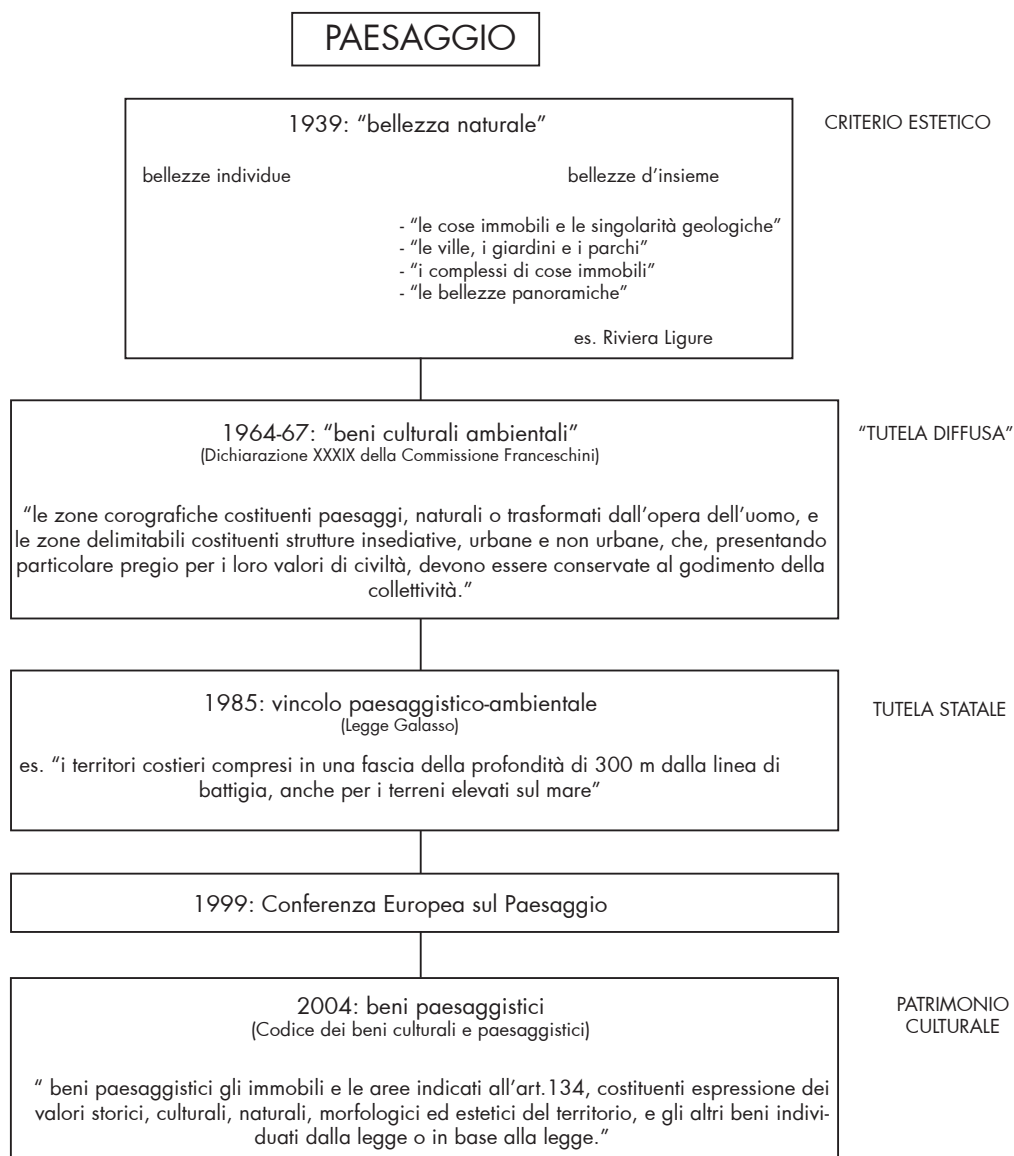 PAESAGGIO
1939: “bellezza naturale”
CRITERIO ESTETICO
bellezze individue
bellezze d’insieme
- “le cose immobili e le singolarità geologiche”
- “le ville, i giardini e i parchi”
- “i complessi di cose immobili”
- “le bellezze panoramiche”
es. Riviera Ligure
1964-67: “beni culturali ambientali”
(Dichiarazione XXXIX della Commissione Franceschini)
“TUTELA DIFFUSA”
“le zone corografiche costituenti paesaggi, naturali o trasformati dall’opera dell’uomo, e
le zone delimitabili costituenti strutture insediative, urbane e non urbane, che, presentando
particolare pregio per i loro valori di civiltà, devono essere conservate al godimento della
collettività.”
1985: vincolo paesaggistico-ambientale
(Legge Galasso)
TUTELA STATALE
es. “i territori costieri compresi in una fascia della profondità di 300 m dalla linea di
battigia, anche per i terreni elevati sul mare”
1999: Conferenza Europea sul Paesaggio
2004: beni paesaggistici
(Codice dei beni culturali e paesaggistici)
PATRIMONIO
CULTURALE
“ beni paesaggistici gli immobili e le aree indicati all’art.134, costituenti espressione dei
valori storici, culturali, naturali, morfologici ed estetici del territorio, e gli altri beni indivi-
duati dalla legge o in base alla legge.”